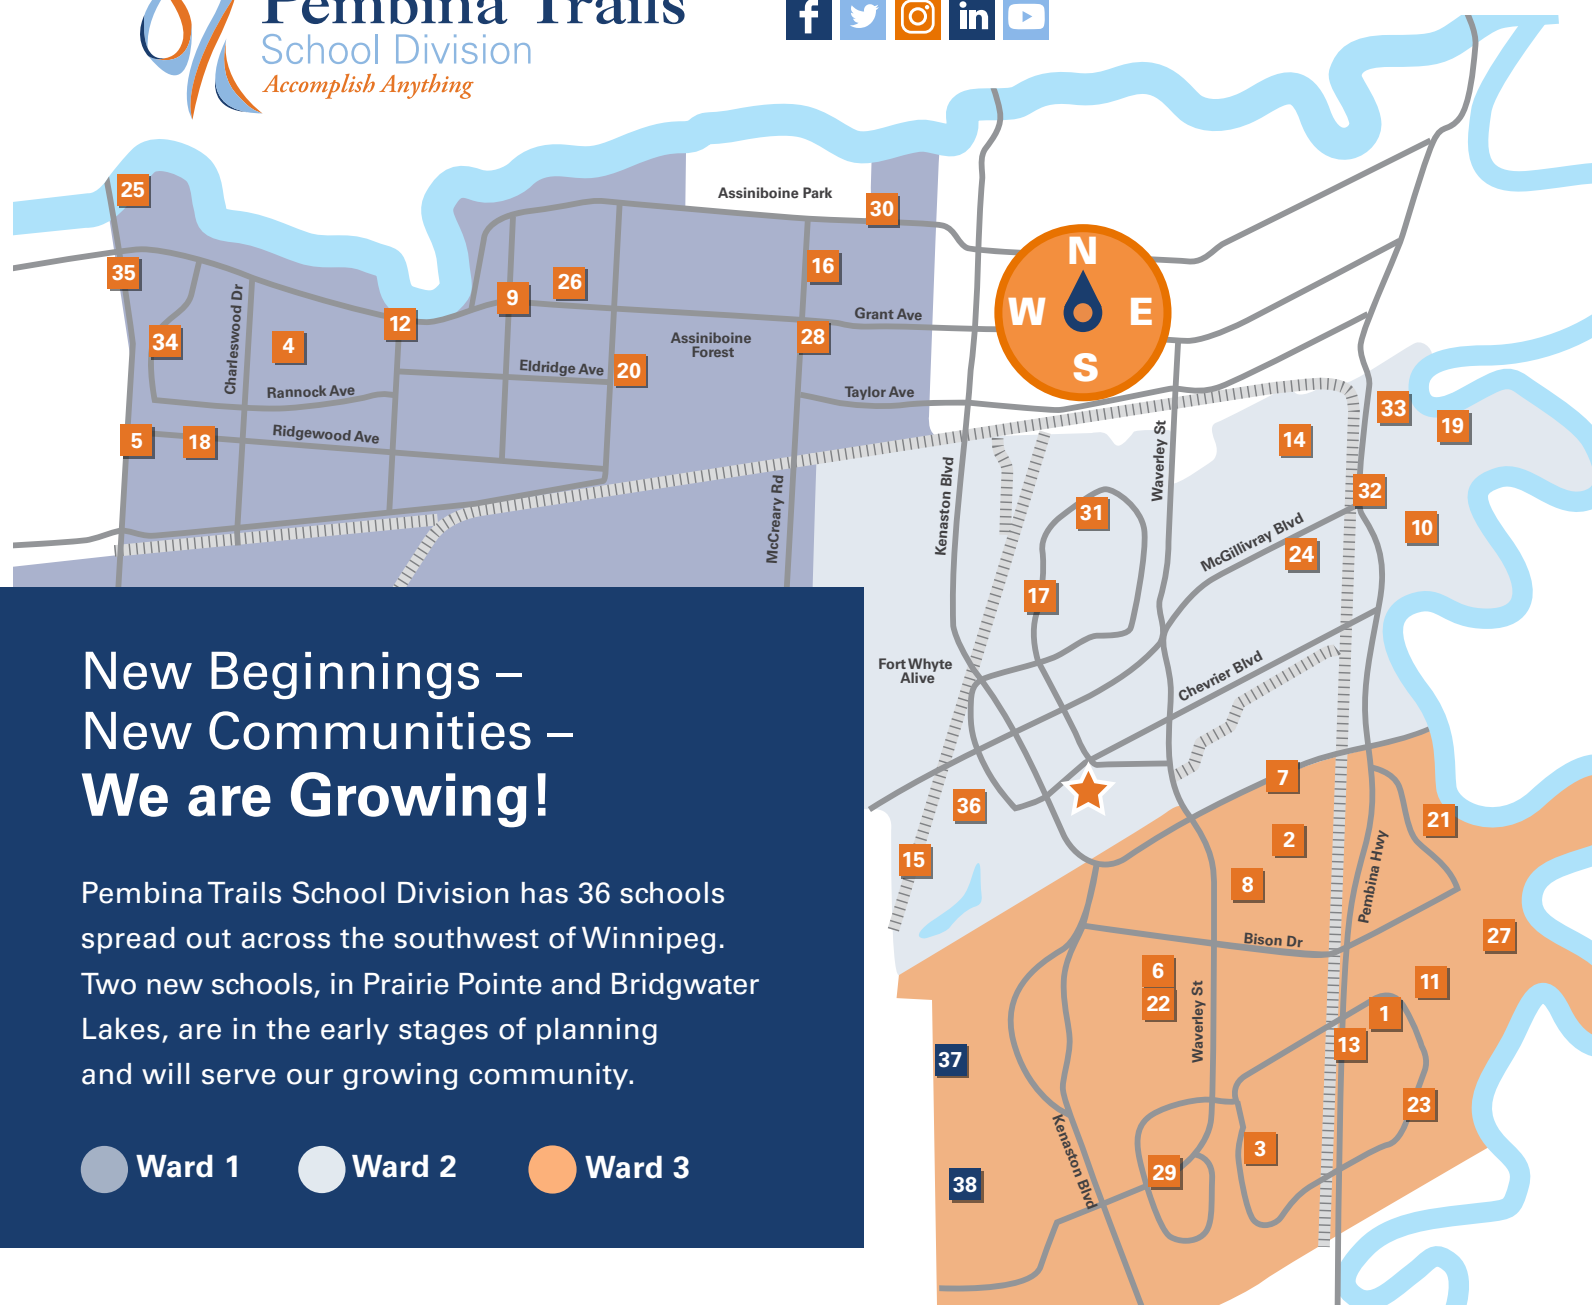 Pembina Trails
School Division
Accomplish Anything
f
in
25
Assiniboine Park
30
N
W E
S
35
16
26
9
12
Grant Ave
34
4
Charleswood Dr
Assiniboine
Forest
28
Eldridge Ave
20
Rannock Ave
Taylor Ave
33
19
5
18
Ridgewood Ave
14
Waverley St
Kenaston Blvd
McCreary Rd
32
31
10
McGillivray Blvd
24
17
Fort Whyte
Alive
Chevrier Blvd
7
36
21
2
15
8
Pembina Hwy
27
Bison Dr
6
11
22
Waverley St
1
13
37
23
3
Kenaston Blvd
29
38
New Beginnings –
New Communities –
We are Growing!
Pembina Trails School Division has 36 schools
spread out across the southwest of Winnipeg.
Two new schools, in Prairie Pointe and Bridgwater
Lakes, are in the early stages of planning
and will serve our growing community.
Ward 1
Ward 2
Ward 3